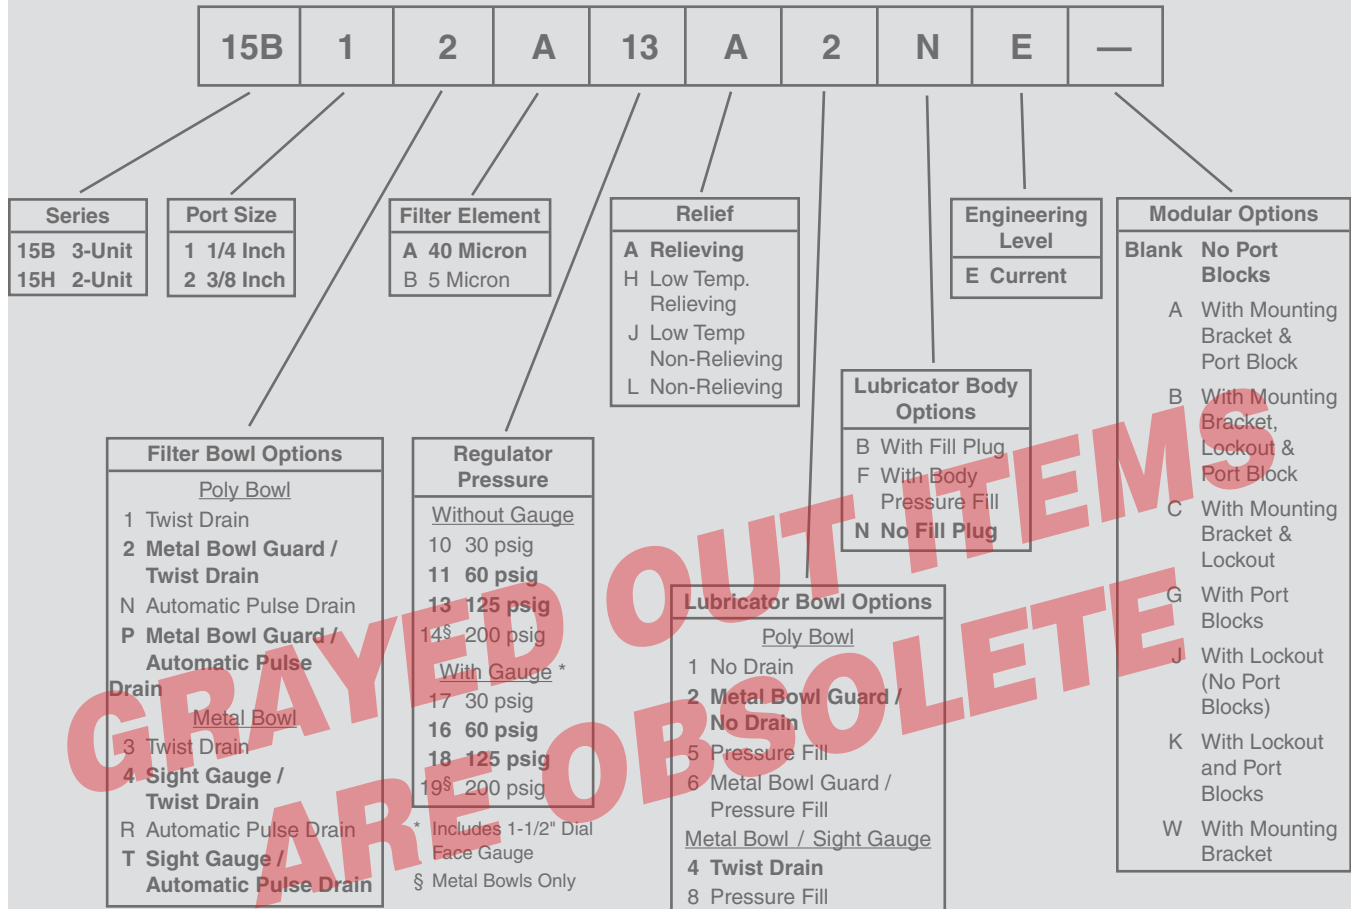 15B 1 2 A 13 A 2 N E —
Series
15B 3-Unit
15H 2-Unit
Port Size
1 1/4 Inch
2 3/8 Inch
Filter Element
A 40 Micron
B 5 Micron
Relief
A Relieving
H Low Temp.
Relieving
J Low Temp
Non-Relieving
L Non-Relieving
Engineering
Level
E Current
Modular Options
Blank No Port
Blocks
A With Mounting
Bracket &
Port Block
B With Mounting
Bracket,
Lockout &
Port Block
C With Mounting
Bracket &
Lockout
G With Port
Blocks
J With Lockout
(No Port
Blocks)
K With Lockout
and Port
Blocks
W With Mounting
Bracket
Lubricator Body
Options
B With Fill Plug
F With Body
Pressure Fill
N No Fill Plug
Filter Bowl Options
Poly Bowl
1 Twist Drain
2 Metal Bowl Guard /
Twist Drain
N Automatic Pulse Drain
P Metal Bowl Guard /
Automatic Pulse
Drain
Metal Bowl
3 Twist Drain
4 Sight Gauge /
Twist Drain
R Automatic Pulse Drain
T Sight Gauge /
Automatic Pulse Drain
Regulator
Pressure
Without Gauge
10 30 psig
11 60 psig
13 125 psig
14§ 200 psig
With Gauge *
17 30 psig
16 60 psig
18 125 psig
19§ 200 psig
* Includes 1-1/2" Dial
Face Gauge
§ Metal Bowls Only
Lubricator Bowl Options
Poly Bowl
1 No Drain
2 Metal Bowl Guard /
No Drain
5 Pressure Fill
6 Metal Bowl Guard /
Pressure Fill
Metal Bowl / Sight Gauge
4 Twist Drain
8 Pressure Fill
GRAYED OUT ITEMS
ARE OBSOLETE